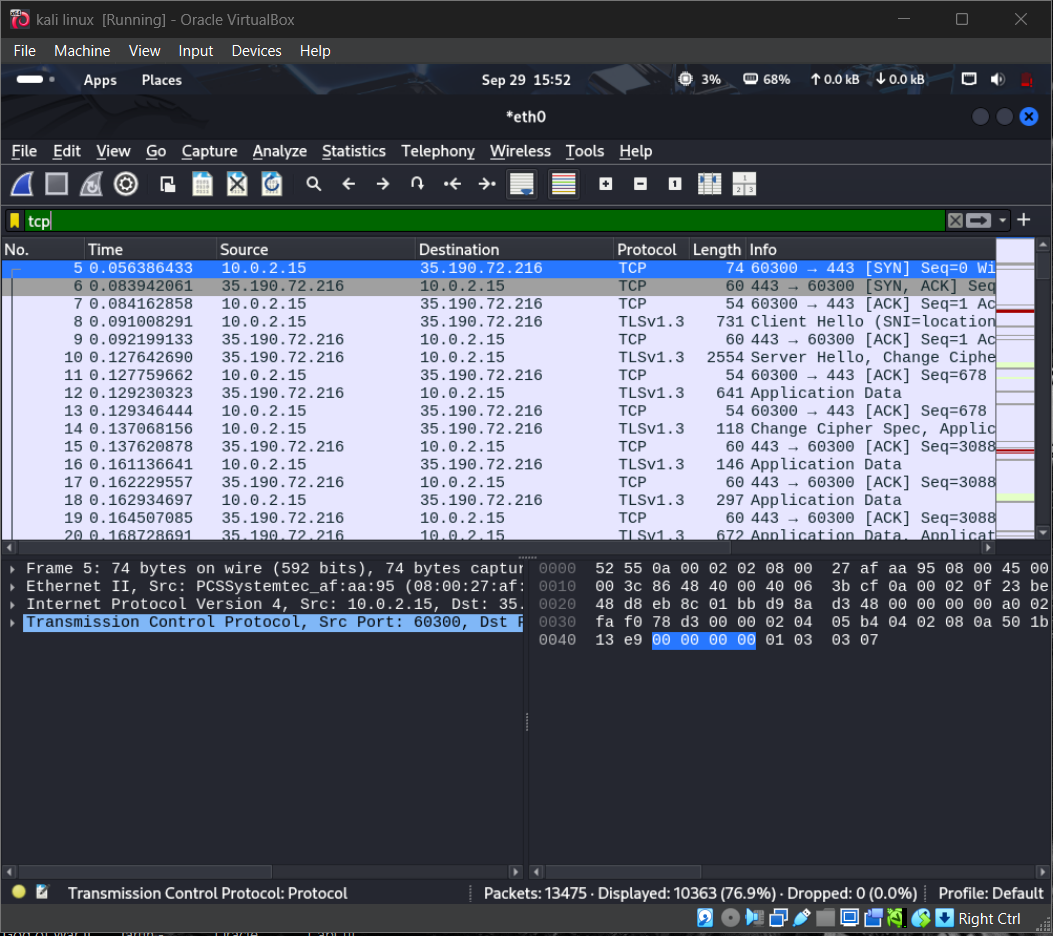 kali linux [Running] - Oracle VirtualBox
File Machine View Input Devices Help
Apps Places Sep 29 15:52 3% 68% ↑ 0.0 kB ↓ 0.0 kB
*eth0
File Edit View Go Capture Analyze Statistics Telephony Wireless Tools Help
tcp
No. Time Source Destination Protocol Length Info
5 0.056386433 10.0.2.15 35.190.72.216 TCP 74 60300 → 443 [SYN] Seq=0 Wi
6 0.083942061 35.190.72.216 10.0.2.15 TCP 60 443 → 60300 [SYN, ACK] Seq
7 0.084162858 10.0.2.15 35.190.72.216 TCP 54 60300 → 443 [ACK] Seq=1 Ac
8 0.091008291 10.0.2.15 35.190.72.216 TLSv1.3 731 Client Hello (SNI=location
9 0.092199133 35.190.72.216 10.0.2.15 TCP 60 443 → 60300 [ACK] Seq=1 Ac
10 0.127642690 35.190.72.216 10.0.2.15 TLSv1.3 2554 Server Hello, Change Ciphe
11 0.127759662 10.0.2.15 35.190.72.216 TCP 54 60300 → 443 [ACK] Seq=678
12 0.129230323 35.190.72.216 10.0.2.15 TLSv1.3 641 Application Data
13 0.129346444 10.0.2.15 35.190.72.216 TCP 54 60300 → 443 [ACK] Seq=678
14 0.137068156 10.0.2.15 35.190.72.216 TLSv1.3 118 Change Cipher Spec, Applic
15 0.137620878 35.190.72.216 10.0.2.15 TCP 60 443 → 60300 [ACK] Seq=3088
16 0.161136641 10.0.2.15 35.190.72.216 TLSv1.3 146 Application Data
17 0.162229557 35.190.72.216 10.0.2.15 TCP 60 443 → 60300 [ACK] Seq=3088
18 0.162934697 10.0.2.15 35.190.72.216 TLSv1.3 297 Application Data
19 0.164507085 35.190.72.216 10.0.2.15 TCP 60 443 → 60300 [ACK] Seq=3088
20 0.168728691 35.190.72.216 10.0.2.15 TLSv1.3 672 Application Data, Applicat
Frame 5: 74 bytes on wire (592 bits), 74 bytes captur
Ethernet II, Src: PCSSystemtec_af:aa:95 (08:00:27:af:
Internet Protocol Version 4, Src: 10.0.2.15, Dst: 35.
Transmission Control Protocol, Src Port: 60300, Dst P
0000 52 55 0a 00 02 02 08 00 27 af aa 95 08 00 45 00
0010 00 3c 86 48 40 00 40 06 3b cf 0a 00 02 0f 23 be
0020 48 d8 eb 8c 01 bb d9 8a d3 48 00 00 00 00 a0 02
0030 fa f0 78 d3 00 00 02 04 05 b4 04 02 08 0a 50 1b
0040 13 e9 00 00 00 00 01 03 03 07
Transmission Control Protocol: Protocol Packets: 13475 · Displayed: 10363 (76.9%) · Dropped: 0 (0.0%) Profile: Default
Right Ctrl